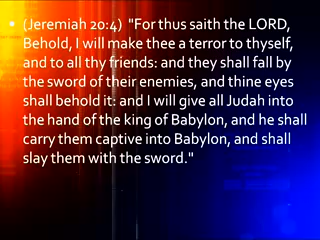 • (Jeremiah 20:4) "For thus saith the LORD,
Behold, I will make thee a terror to thyself,
and to all thy friends: and they shall fall by
the sword of their enemies, and thine eyes
shall behold it: and I will give all Judah into
the hand of the king of Babylon, and he shall
carry them captive into Babylon, and shall
slay them with the sword."